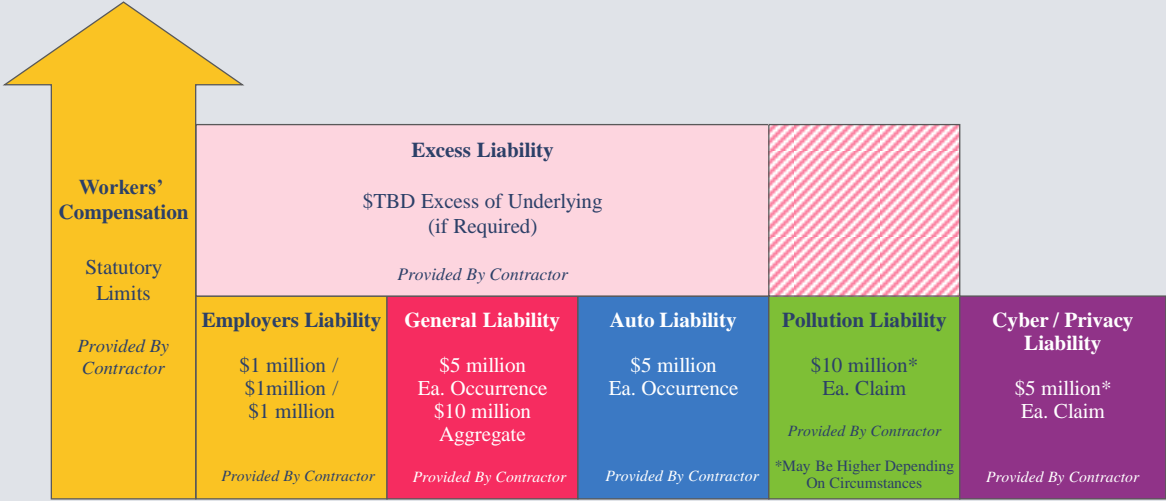 Workers’
Compensation
Statutory
Limits
Provided By
Contractor
Excess Liability
$TBD Excess of Underlying
(if Required)
Provided By Contractor
Employers Liability
$1 million /
$1million /
$1 million
Provided By Contractor
General Liability
$5 million
Ea. Occurrence
$10 million
Aggregate
Provided By Contractor
Auto Liability
$5 million
Ea. Occurrence
Provided By Contractor
Pollution Liability
$10 million*
Ea. Claim
Provided By Contractor
*May Be Higher Depending
On Circumstances
Cyber / Privacy
Liability
$5 million*
Ea. Claim
Provided By Contractor